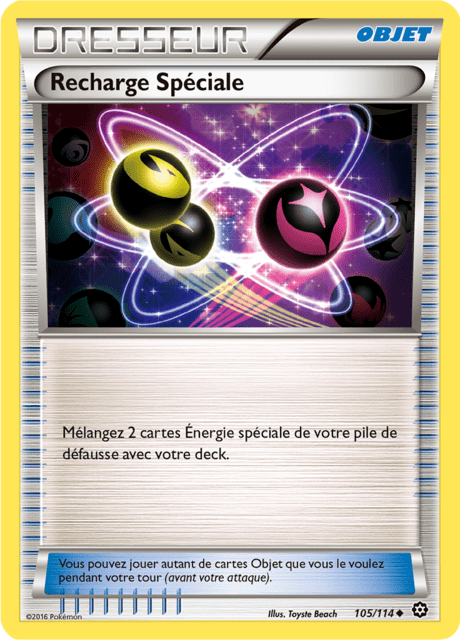 DRESSEUR
OBJET
Recharge Spéciale
Mélangez 2 cartes Énergie spéciale de votre pile de
défausse avec votre deck.
Vous pouvez jouer autant de cartes Objet que vous le voulez
pendant votre tour (avant votre attaque).
©2016 Pokémon
Illus. Toyste Beach
105/114